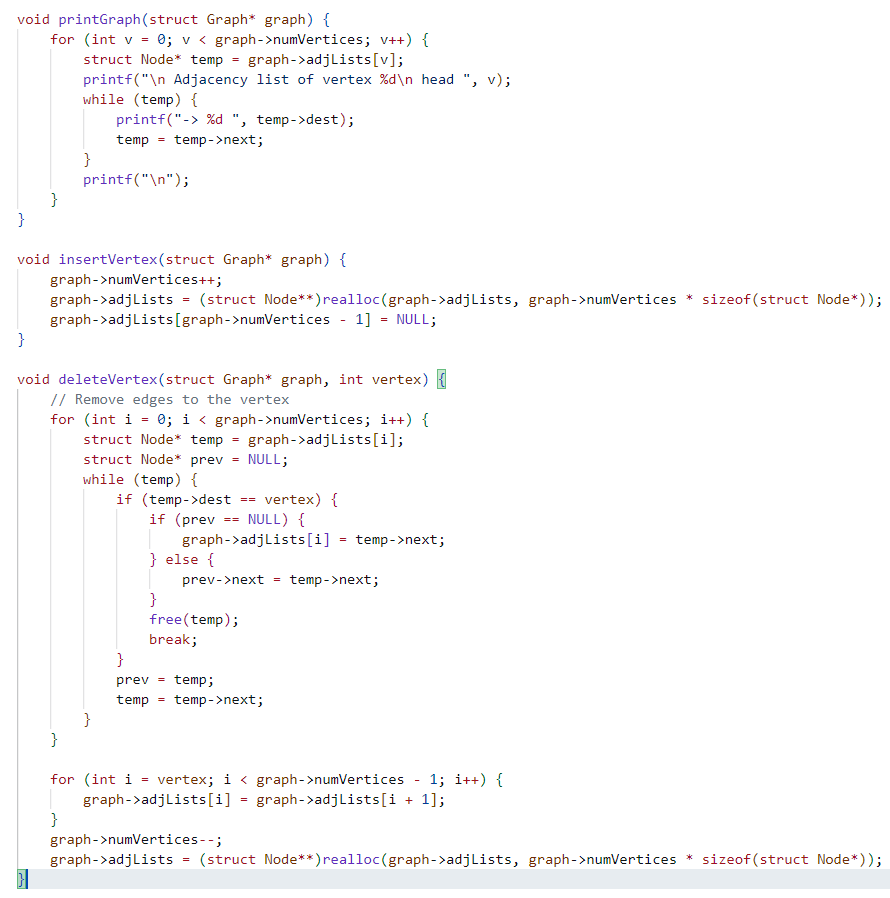 void printGraph(struct Graph* graph) {
    for (int v = 0; v < graph->numVertices; v++) {
        struct Node* temp = graph->adjLists[v];
        printf("\n Adjacency list of vertex %d\n head ", v);
        while (temp) {
            printf("-> %d ", temp->dest);
            temp = temp->next;
        }
        printf("\n");
    }
}

void insertVertex(struct Graph* graph) {
    graph->numVertices++;
    graph->adjLists = (struct Node**)realloc(graph->adjLists, graph->numVertices * sizeof(struct Node*));
    graph->adjLists[graph->numVertices - 1] = NULL;
}

void deleteVertex(struct Graph* graph, int vertex) {
    // Remove edges to the vertex
    for (int i = 0; i < graph->numVertices; i++) {
        struct Node* temp = graph->adjLists[i];
        struct Node* prev = NULL;
        while (temp) {
            if (temp->dest == vertex) {
                if (prev == NULL) {
                    graph->adjLists[i] = temp->next;
                } else {
                    prev->next = temp->next;
                }
                free(temp);
                break;
            }
            prev = temp;
            temp = temp->next;
        }
    }

    for (int i = vertex; i < graph->numVertices - 1; i++) {
        graph->adjLists[i] = graph->adjLists[i + 1];
    }
    graph->numVertices--;
    graph->adjLists = (struct Node**)realloc(graph->adjLists, graph->numVertices * sizeof(struct Node*));
}